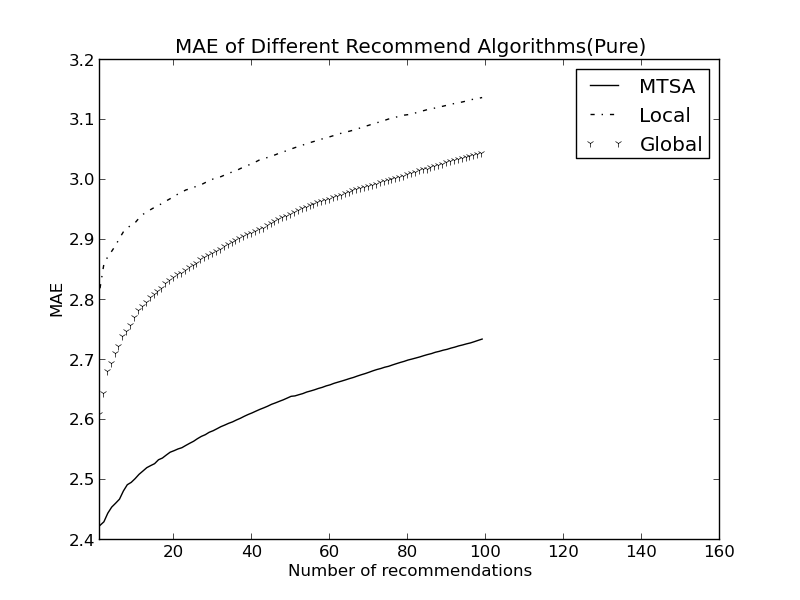 MAE of Different Recommend Algorithms(Pure)
3.2
3.1
3.0
2.9
2.8
2.7
2.6
2.5
2.4
MAE
MTSA
Local
Global
20 40 60 80 100 120 140 160
Number of recommendations